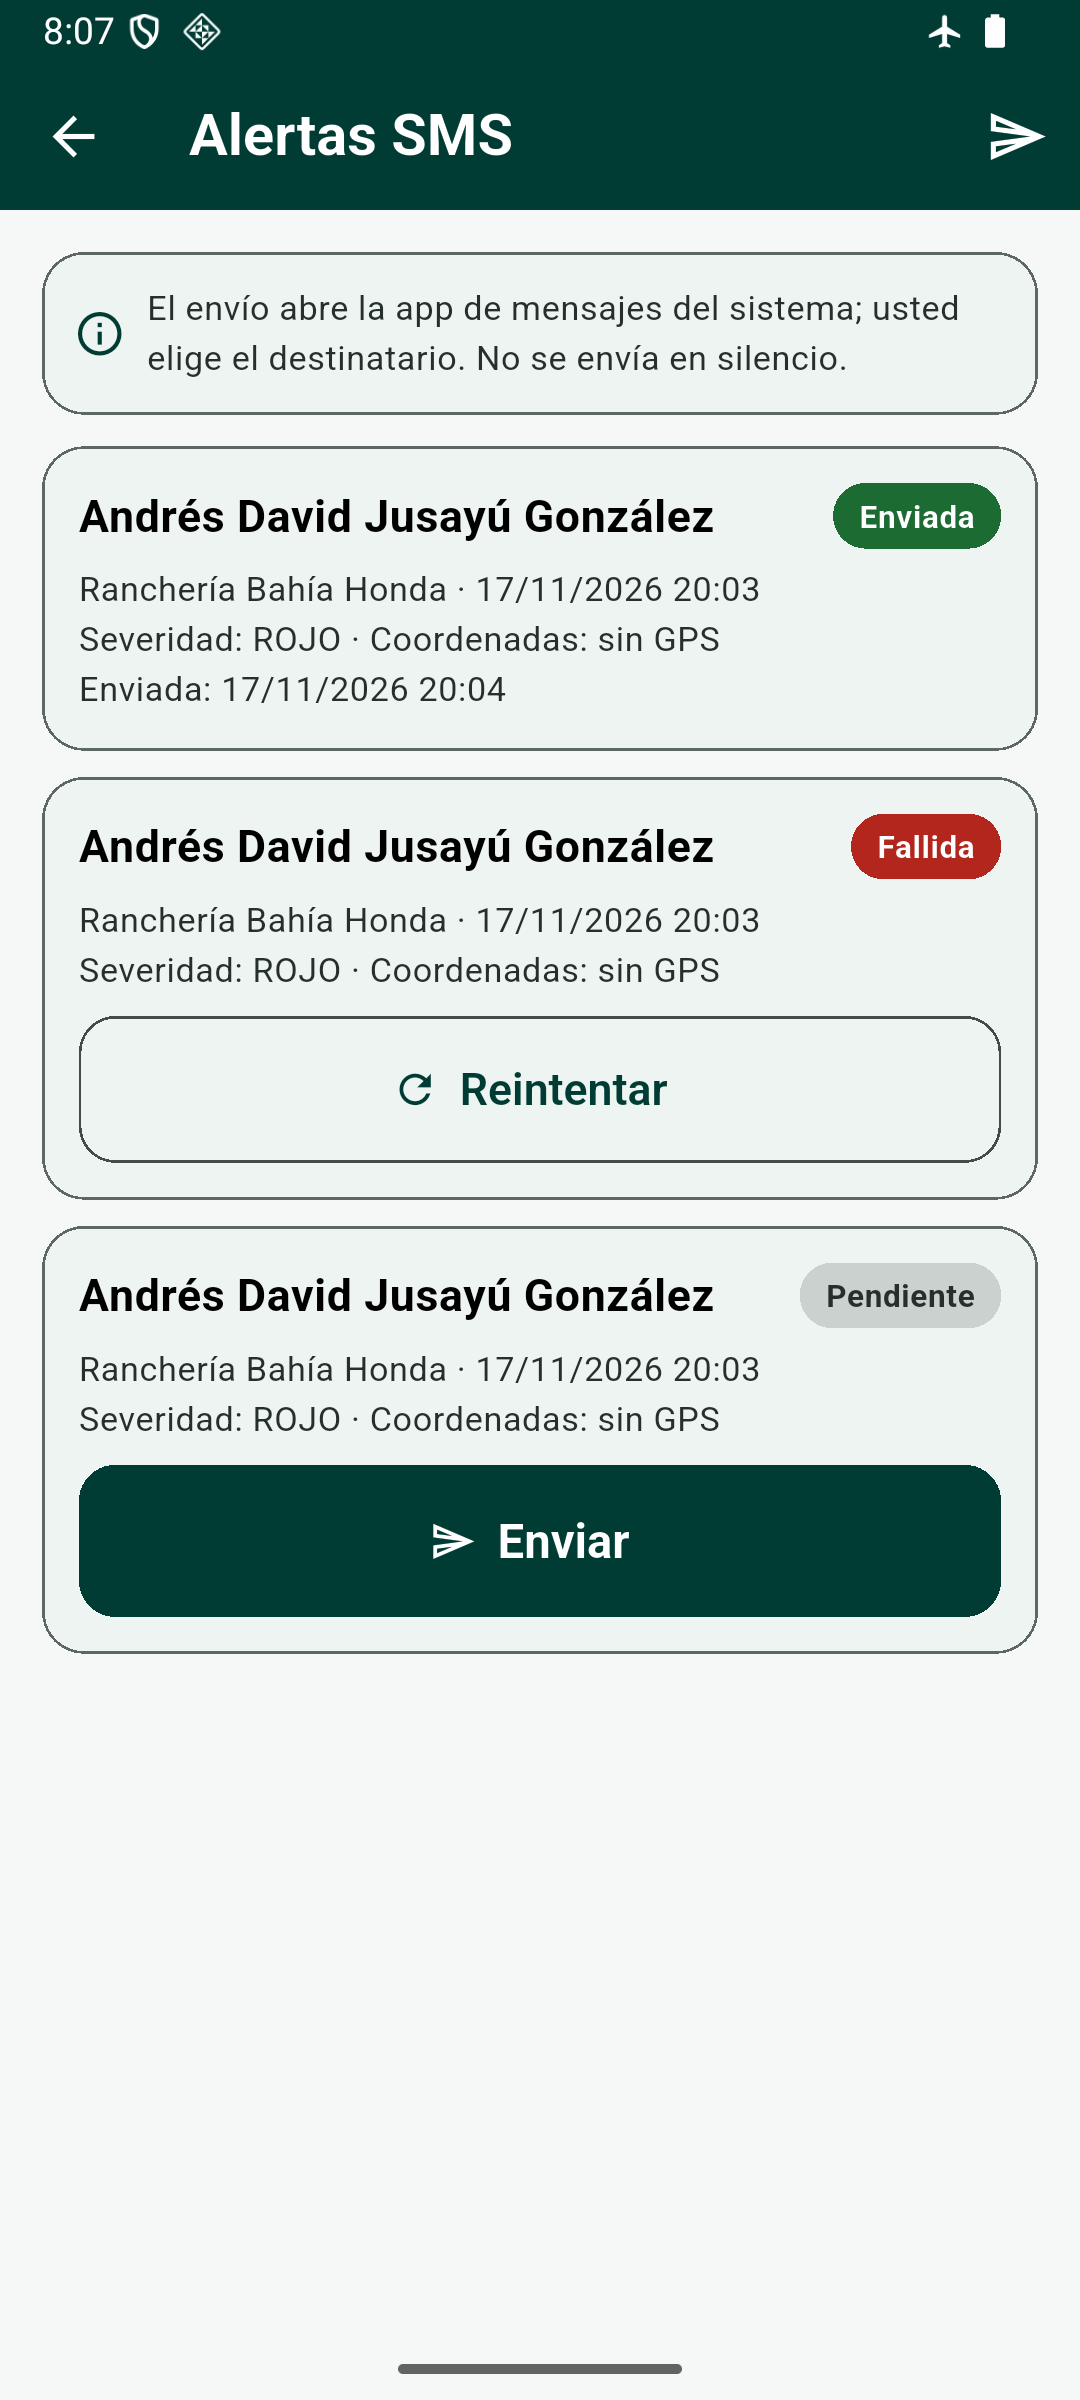 8:07
Alertas SMS
El envío abre la app de mensajes del sistema; usted
elige el destinatario. No se envía en silencio.
Andrés David Jusayú González
Enviada
Ranchería Bahía Honda · 17/11/2026 20:03
Severidad: ROJO · Coordenadas: sin GPS
Enviada: 17/11/2026 20:04
Andrés David Jusayú González
Fallida
Ranchería Bahía Honda · 17/11/2026 20:03
Severidad: ROJO · Coordenadas: sin GPS
Reintentar
Andrés David Jusayú González
Pendiente
Ranchería Bahía Honda · 17/11/2026 20:03
Severidad: ROJO · Coordenadas: sin GPS
Enviar